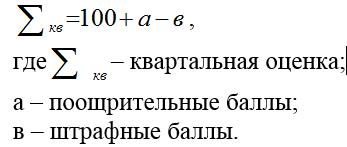 ∑ кв=100+а–в,
где ∑ кв – квартальная оценка;
а – поощрительные баллы;
в – штрафные баллы.